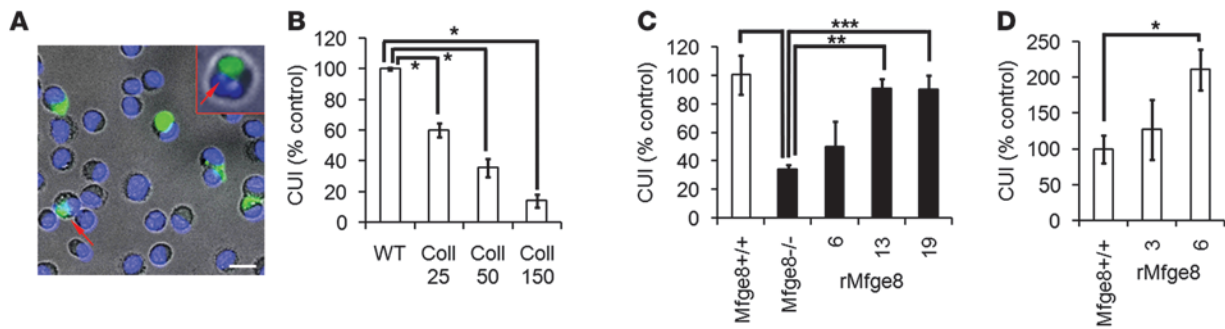 A
B
CUI (% control)
120
100
80
60
40
20
0
*
*
*
WT
Coll
25
Coll
50
Coll
150
C
CUI (% control)
120
100
80
60
40
20
0
***
**
Mfge8+/+
Mfge8-/-
6
13
19
rMfge8
D
CUI (% control)
250
200
150
100
50
0
*
Mfge8+/+
3
6
rMfge8